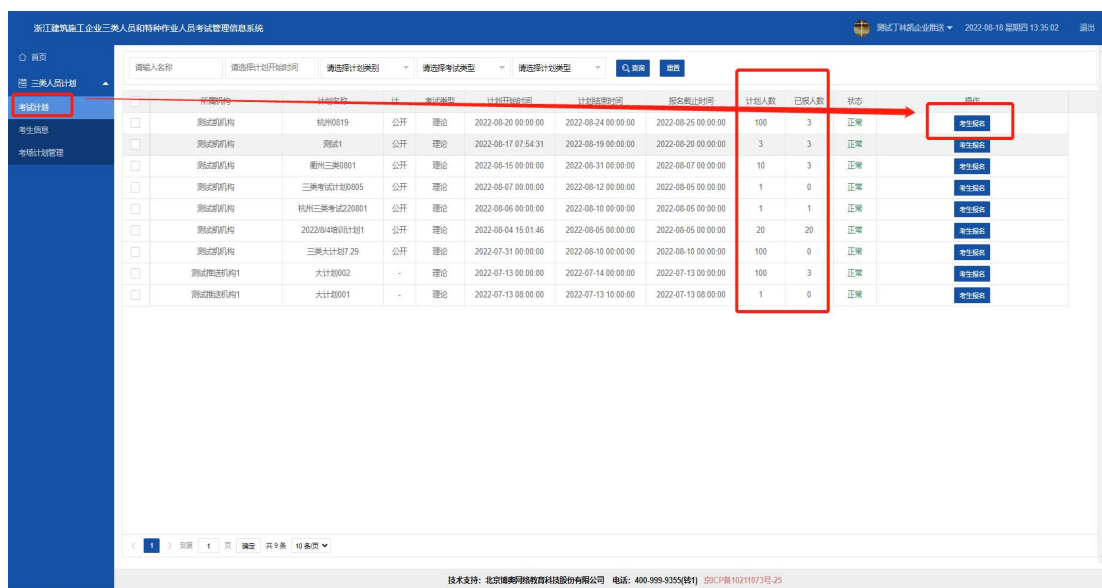 浙江建筑施工企业三类人员和特种作业人员考试管理信息系统 测试丁林凯企业推送 2022-08-18 星期四 13:35:02 退出
首页
三类人员计划
考试计划
考生信息
考场计划管理
请输入名称 请选择计划开始时间 请选择计划类别 请选择考试类型 请选择计划类型 查询 重置
所属机构 计划名称 计 考试类型 计划开始时间 计划结束时间 报名截止时间 计划人数 已报人数 状态 操作
测试凯机构 杭州0819 公开 理论 2022-08-20 00:00:00 2022-08-24 00:00:00 2022-08-25 00:00:00 100 3 正常 考生报名
测试凯机构 测试1 公开 理论 2022-08-17 07:54:31 2022-08-19 00:00:00 2022-08-20 00:00:00 3 3 正常 考生报名
测试凯机构 衢州三类0801 公开 理论 2022-08-15 00:00:00 2022-08-31 00:00:00 2022-08-07 00:00:00 10 3 正常 考生报名
测试凯机构 三类考试计划0805 公开 理论 2022-08-07 00:00:00 2022-08-12 00:00:00 2022-08-05 00:00:00 1 0 正常 考生报名
测试凯机构 杭州三类考试220801 公开 理论 2022-08-06 00:00:00 2022-08-10 00:00:00 2022-08-05 00:00:00 1 1 正常 考生报名
测试凯机构 2022/8/4培训计划1 公开 理论 2022-08-04 15:01:46 2022-08-05 00:00:00 2022-08-05 00:00:00 20 20 正常 考生报名
测试凯机构 三类大计划7.29 公开 理论 2022-07-31 00:00:00 2022-08-10 00:00:00 2022-08-10 00:00:00 100 0 正常 考生报名
测试推送机构1 大计划002 - 理论 2022-07-13 00:00:00 2022-07-14 00:00:00 2022-07-13 00:00:00 100 3 正常 考生报名
测试推送机构1 大计划001 - 理论 2022-07-13 08:00:00 2022-07-13 10:00:00 2022-07-13 08:00:00 1 0 正常 考生报名
< 1 > 到第 1 页 确定 共9条 10条/页
技术支持：北京博奥网络教育科技股份有限公司 电话：400-999-9355(转1) 京ICP备10211073号-25